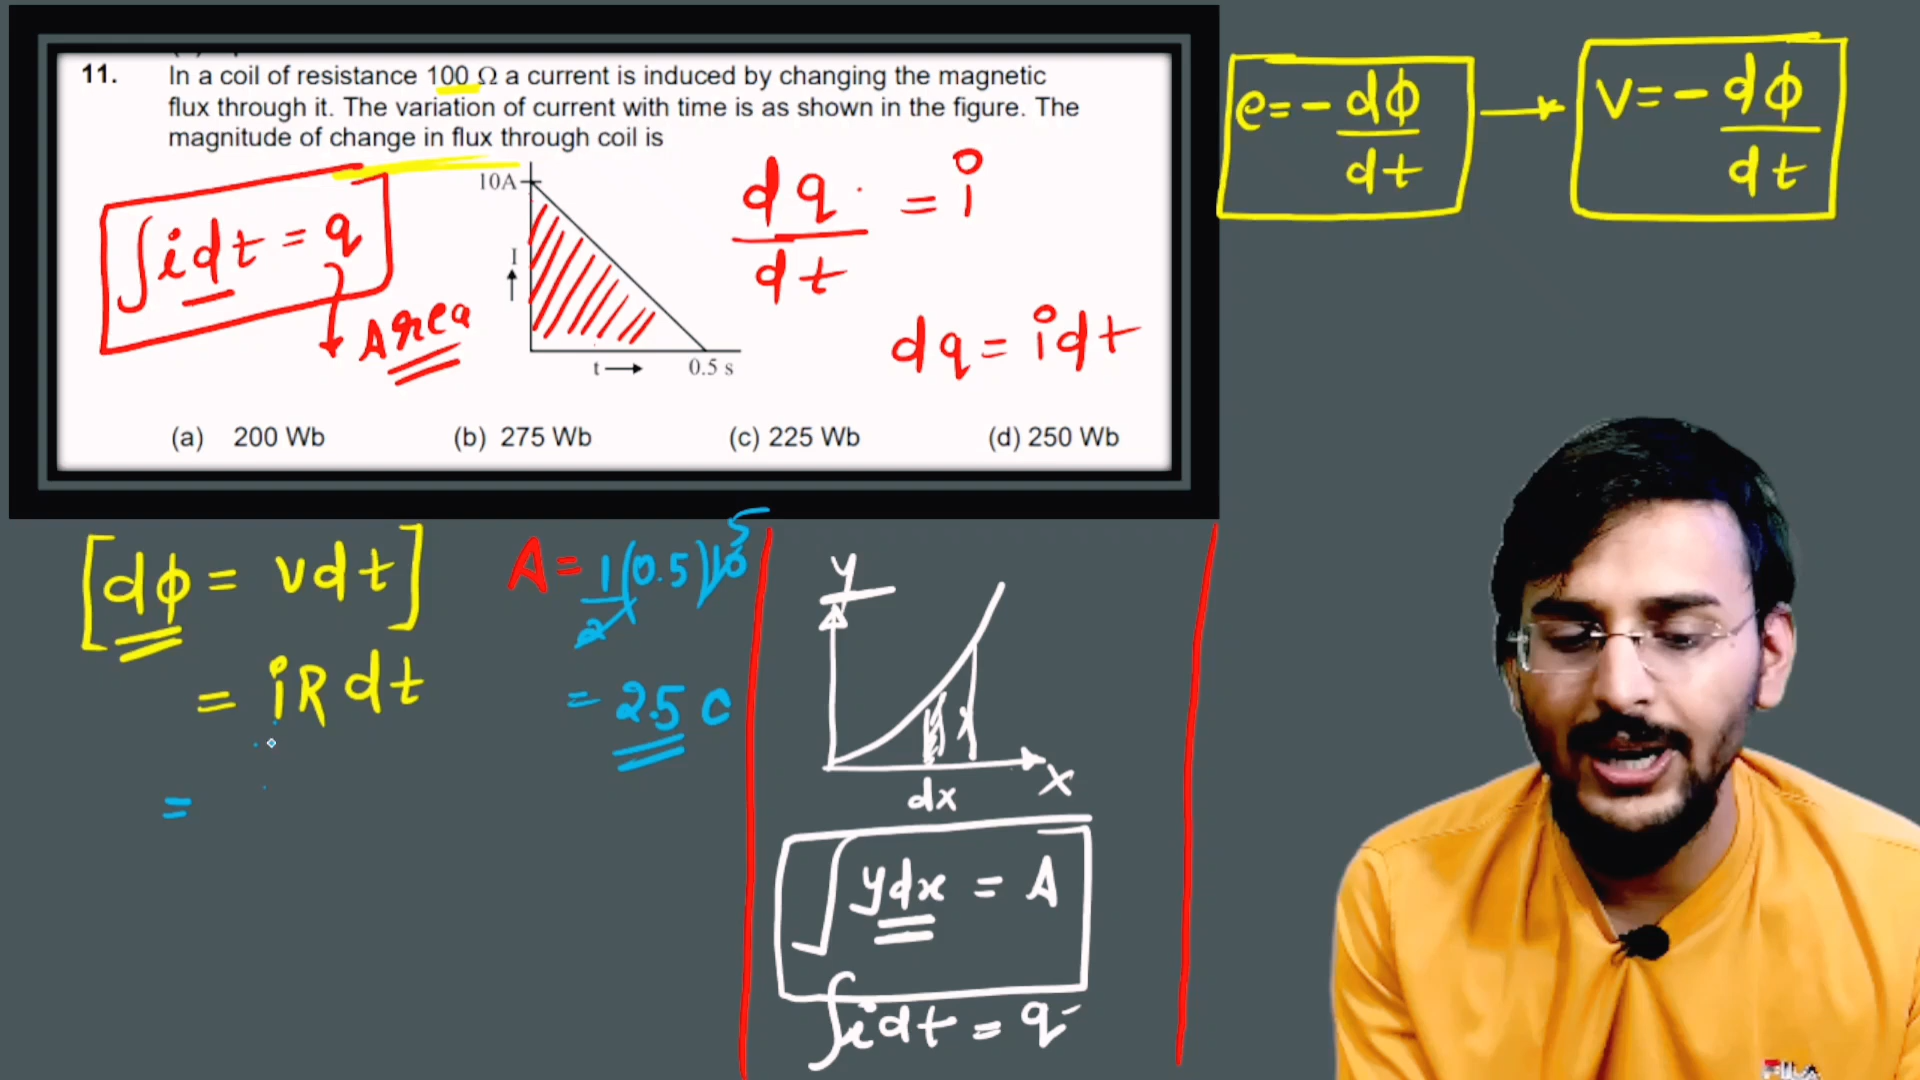 11. In a coil of resistance 100 Ω a current is induced by changing the magnetic
flux through it. The variation of current with time is as shown in the figure. The
magnitude of change in flux through coil is
10A
I
t
0.5 s
(a) 200 Wb (b) 275 Wb (c) 225 Wb (d) 250 Wb
∫idt = q
Area
dq/dt = i
dq = idt
e = - dϕ/dt → V = - dϕ/dt
[dϕ = vdt]
= iRdt
=
A = 1/2 (0.5) 10 5
= 2.5 C
y
dx
x
∫ydx = A
∫idt = q
FILA